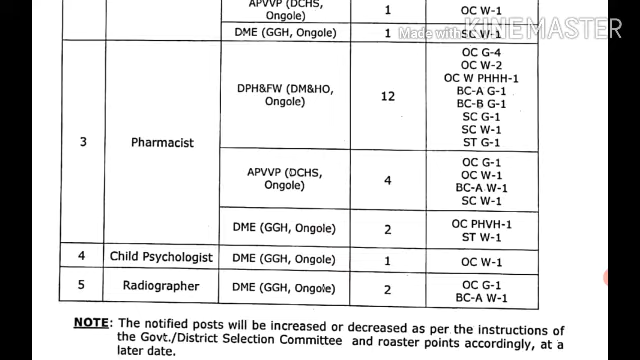 APVVP (DCHS, Ongole) 1 OC W-1
DME (GGH, Ongole) 1 SC W-1
Made with KINEMASTER
3 Pharmacist DPH&FW (DM&HO, Ongole) 12 OC G-4
OC W-2
OC W PHHH-1
BC-A G-1
BC-B G-1
SC G-1
SC W-1
ST G-1
APVVP (DCHS, Ongole) 4 OC G-1
OC W-1
BC-A W-1
SC W-1
DME (GGH, Ongole) 2 OC PHVH-1
ST W-1
4 Child Psychologist DME (GGH, Ongole) 1 OC W-1
5 Radiographer DME (GGH, Ongole) 2 OC G-1
BC-A W-1
NOTE: The notified posts will be increased or decreased as per the instructions of
the Govt./District Selection Committee and roaster points accordingly, at a
later date.